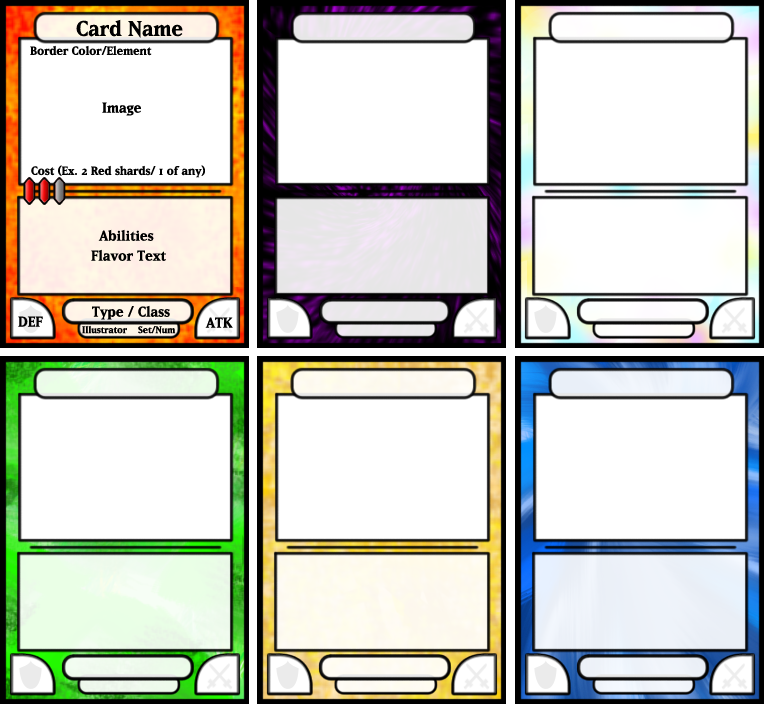 Card Name
Border Color/Element
Image
Cost (Ex. 2 Red shards/ 1 of any)
Abilities
Flavor Text
DEF
Type / Class
ATK
Illustrator Set/Num